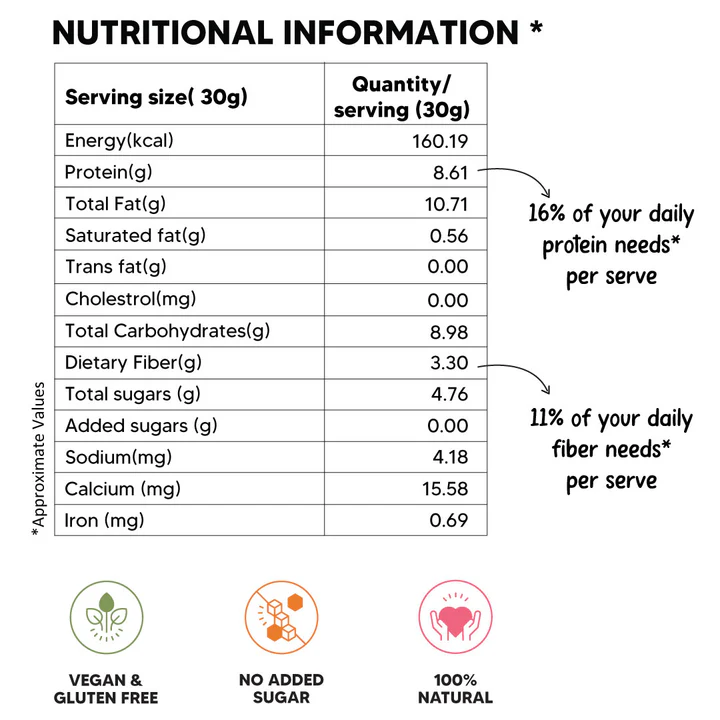 NUTRITIONAL INFORMATION *
Serving size( 30g)
Quantity/
serving (30g)
Energy(kcal) 160.19
Protein(g) 8.61
Total Fat(g) 10.71
Saturated fat(g) 0.56
Trans fat(g) 0.00
Cholestrol(mg) 0.00
Total Carbohydrates(g) 8.98
Dietary Fiber(g) 3.30
Total sugars (g) 4.76
Added sugars (g) 0.00
Sodium(mg) 4.18
Calcium (mg) 15.58
Iron (mg) 0.69
16% of your daily
protein needs*
per serve
11% of your daily
fiber needs*
per serve
*Approximate Values
VEGAN &
GLUTEN FREE
NO ADDED
SUGAR
100%
NATURAL